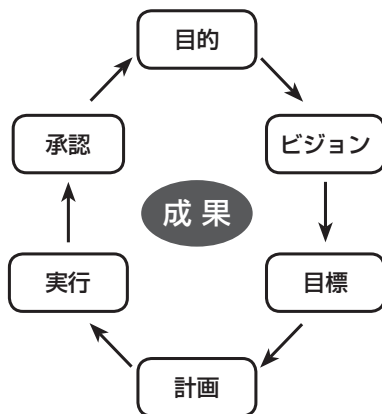 目的
ビジョン
目標
計画
実行
承認
成果